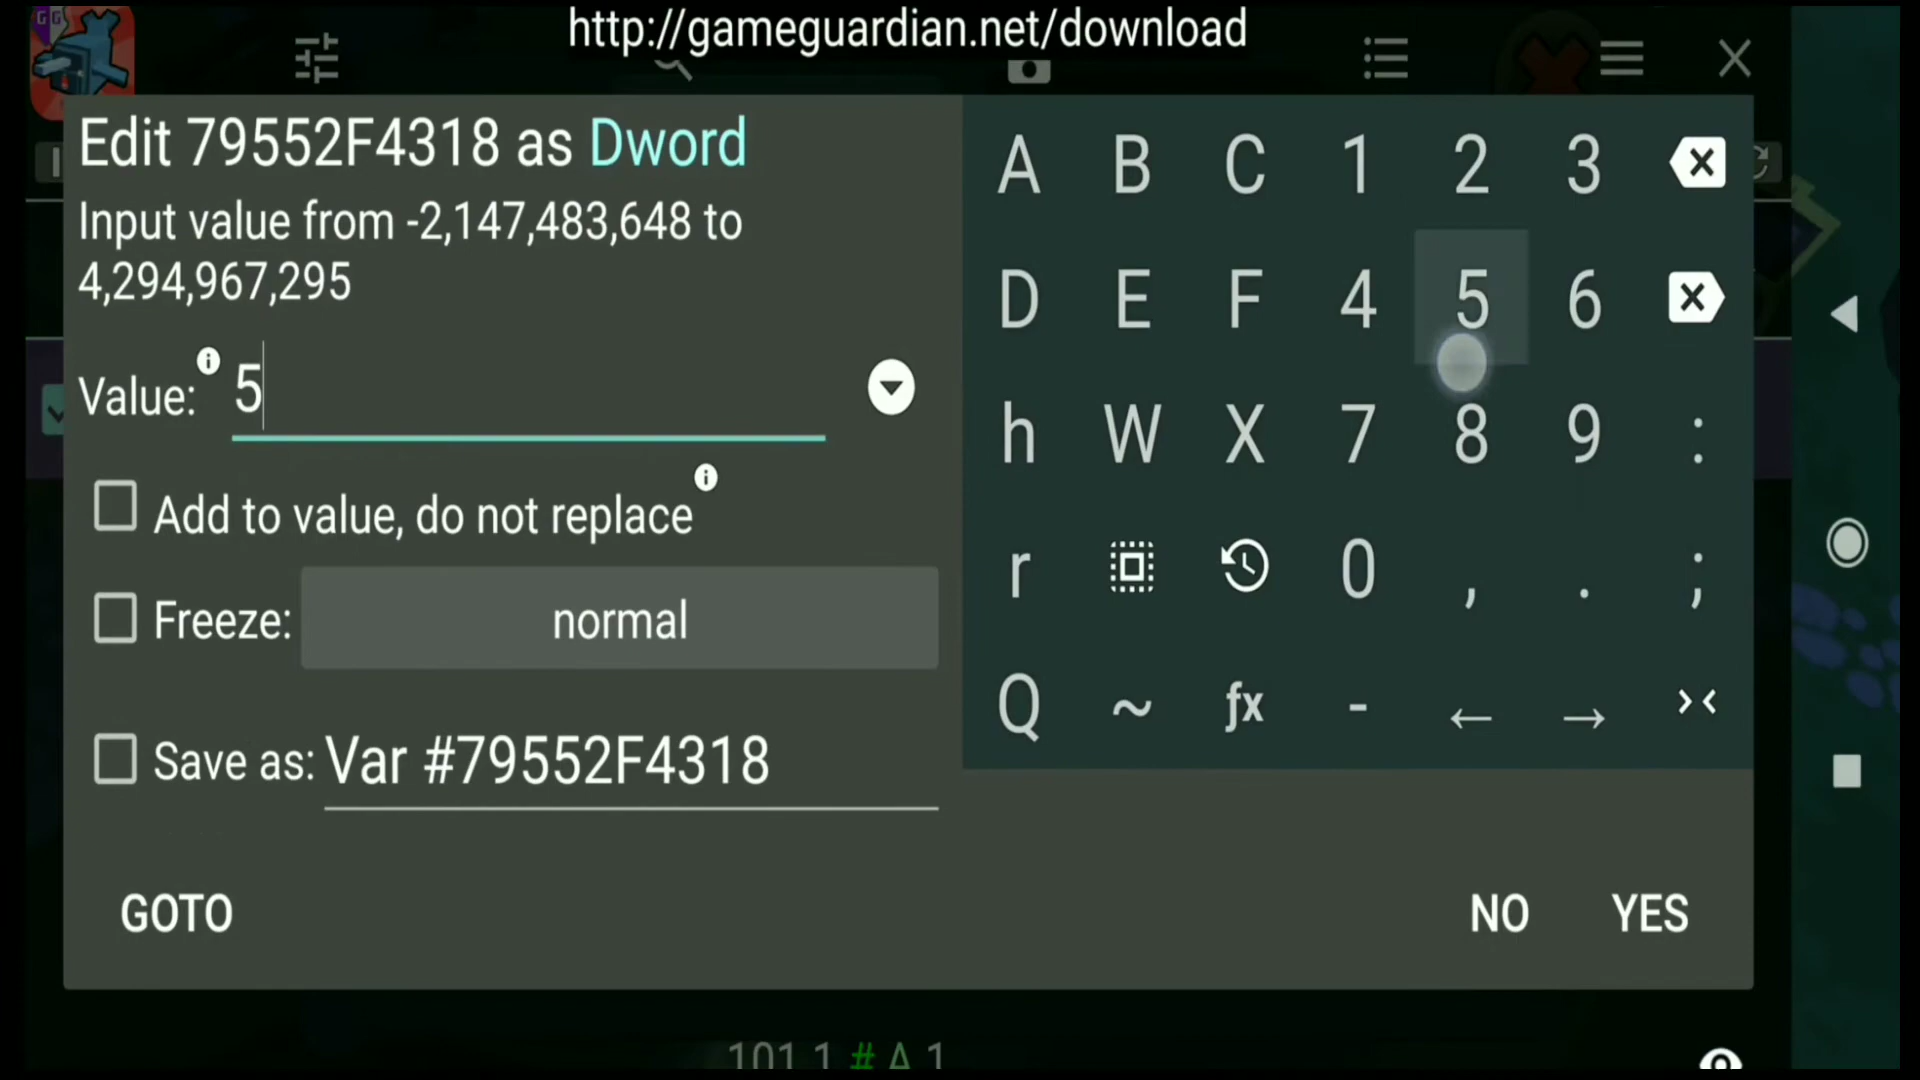 http://gameguardian.net/download
GG
Edit 79552F4318 as Dword
Input value from -2,147,483,648 to
4,294,967,295
Value: 5
Add to value, do not replace
Freeze: normal
Save as: Var #79552F4318
GOTO
NO YES
A B C 1 2 3
D E F 4 5 6
h W X 7 8 9 :
r 0 , . ;
Q ~ ƒx - ← → ><